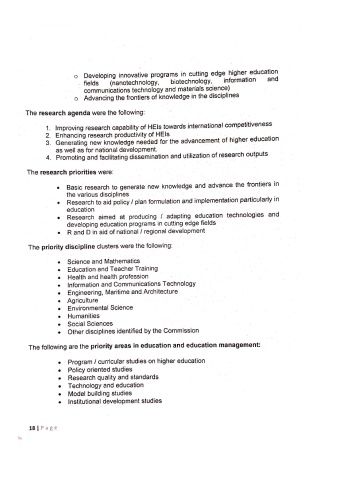 o Developing innovative programs in cutting edge higher education
fields (nanotechnology, biotechnology, information and
communications technology and materials science)
o Advancing the frontiers of knowledge in the disciplines
The research agenda were the following:
1. Improving research capability of HEIs towards international competitiveness
2. Enhancing research productivity of HEIs
3. Generating new knowledge needed for the advancement of higher education
as well as for national development.
4. Promoting and facilitating dissemination and utilization of research outputs
The research priorities were:
• Basic research to generate new knowledge and advance the frontiers in
the various disciplines
• Research to aid policy / plan formulation and implementation particularly in
education
• Research aimed at producing / adapting education technologies and
developing education programs in cutting edge fields
• R and D in aid of national / regional development
The priority discipline clusters were the following:
• Science and Mathematics
• Education and Teacher Training
• Health and health profession
• Information and Communications Technology
• Engineering, Maritime and Architecture
• Agriculture
• Environmental Science
• Humanities
• Social Sciences
• Other disciplines identified by the Commission
The following are the priority areas in education and education management:
• Program / curricular studies on higher education
• Policy oriented studies
• Research quality and standards
• Technology and education
• Model building studies
• Institutional development studies
18 | Page